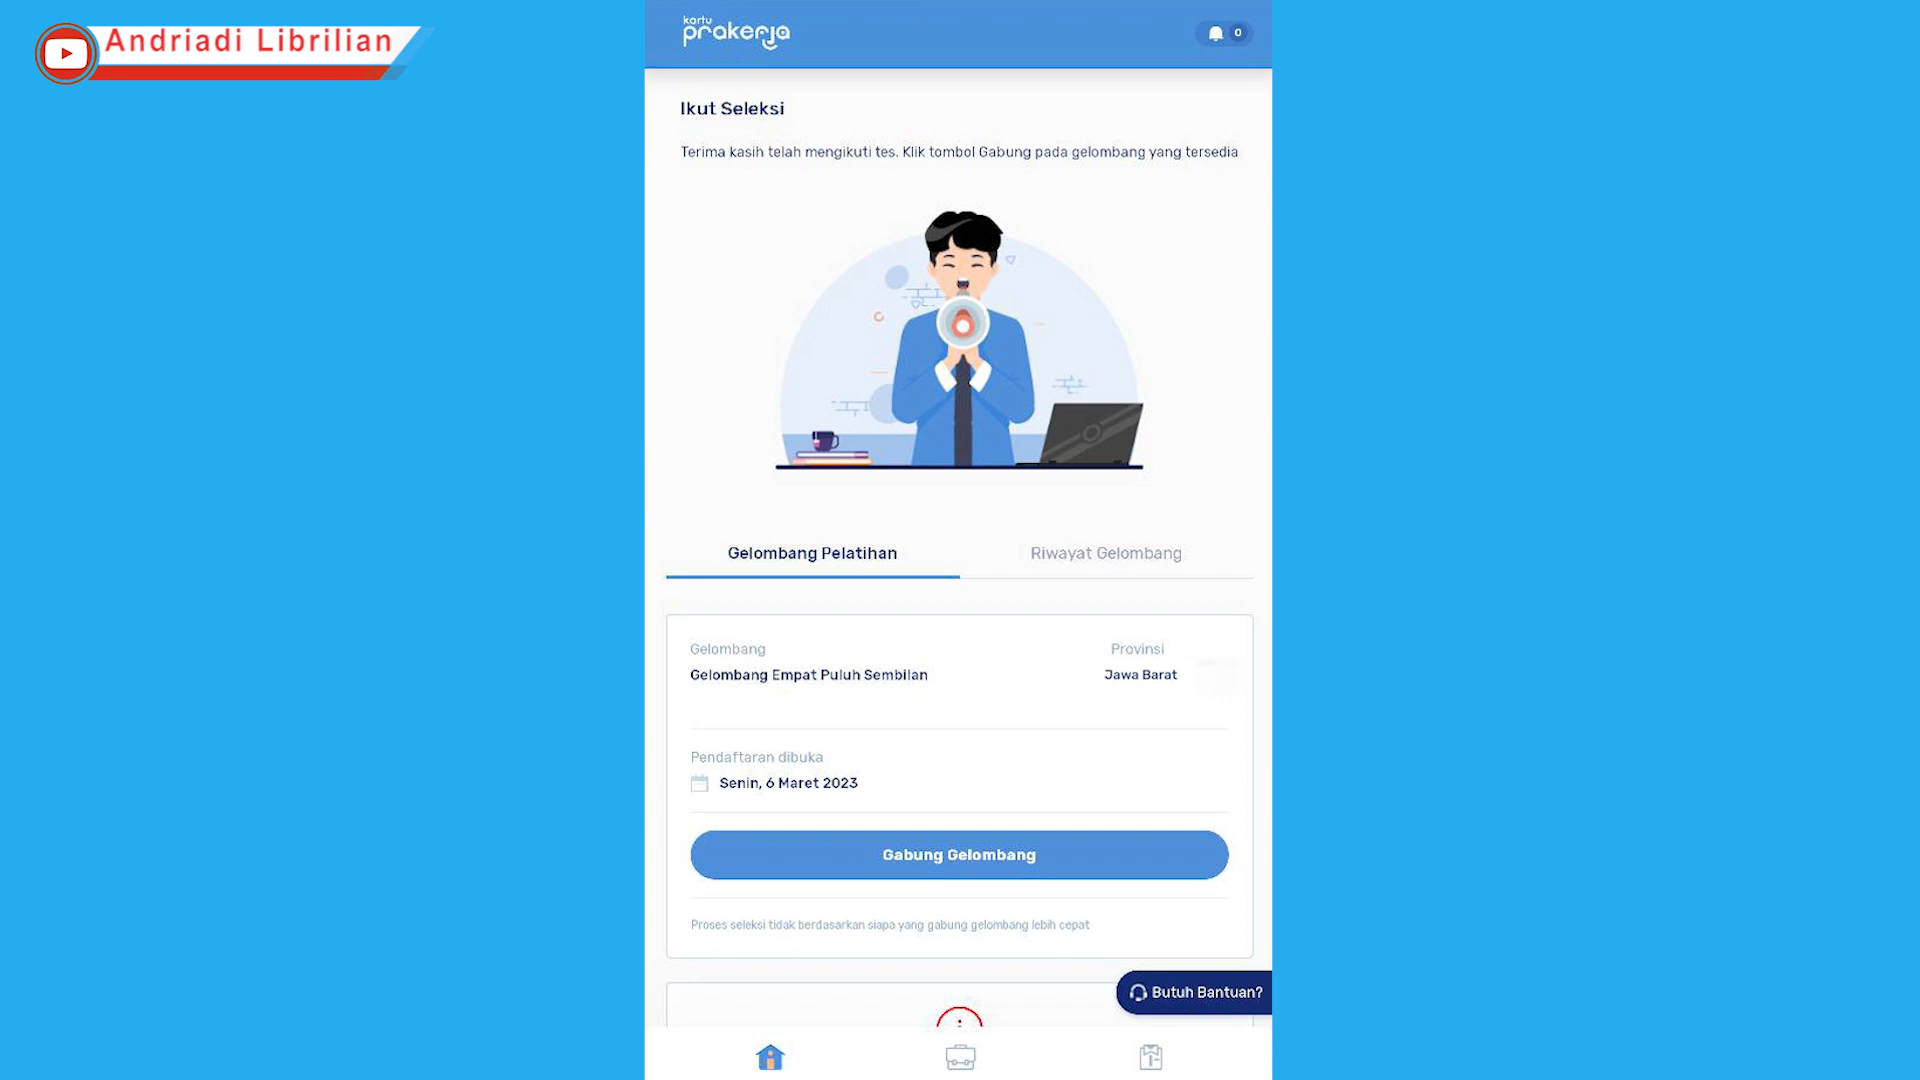 Andriadi Librilian
kartu
prakerja
0
Ikut Seleksi
Terima kasih telah mengikuti tes. Klik tombol Gabung pada gelombang yang tersedia
Gelombang Pelatihan
Riwayat Gelombang
Gelombang
Provinsi
Gelombang Empat Puluh Sembilan
Jawa Barat
Pendaftaran dibuka
Senin, 6 Maret 2023
Gabung Gelombang
Proses seleksi tidak berdasarkan siapa yang gabung gelombang lebih cepat
Butuh Bantuan?